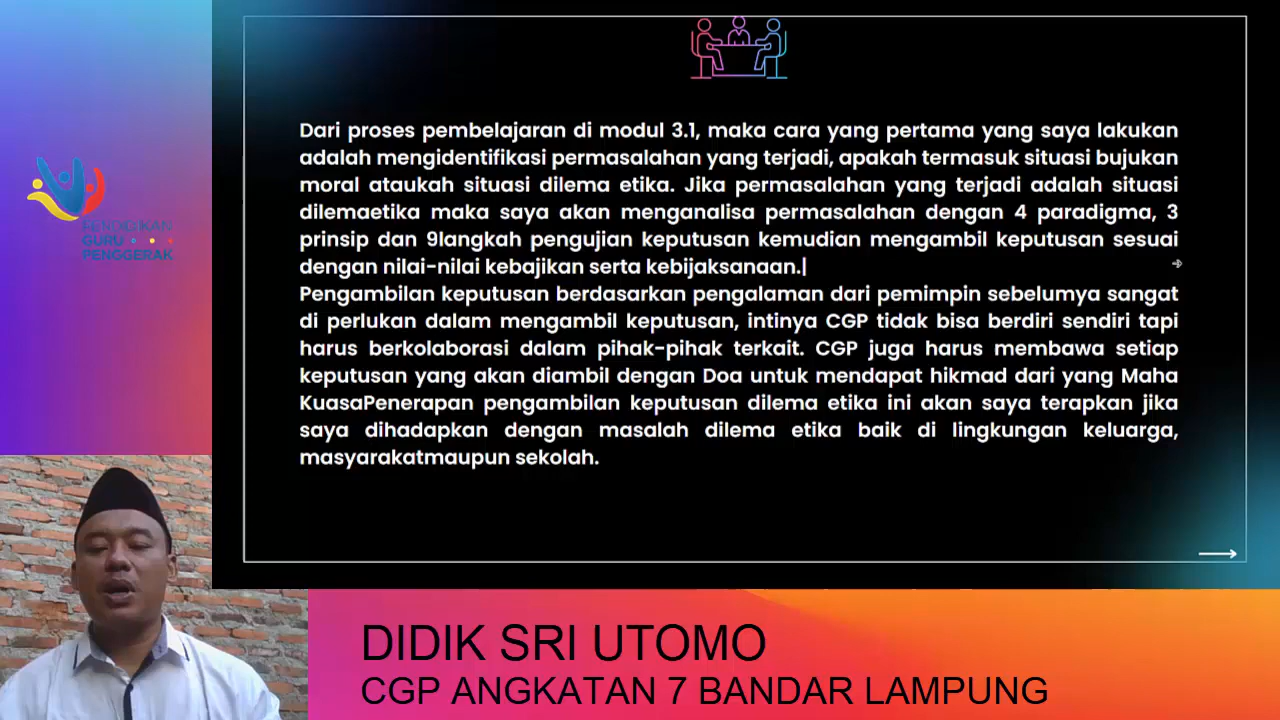 Dari proses pembelajaran di modul 3.1, maka cara yang pertama yang saya lakukan
adalah mengidentifikasi permasalahan yang terjadi, apakah termasuk situasi bujukan
moral ataukah situasi dilema etika. Jika permasalahan yang terjadi adalah situasi
dilemaetika maka saya akan menganalisa permasalahan dengan 4 paradigma, 3
prinsip dan 9langkah pengujian keputusan kemudian mengambil keputusan sesuai
dengan nilai-nilai kebajikan serta kebijaksanaan.|
Pengambilan keputusan berdasarkan pengalaman dari pemimpin sebelumya sangat
di perlukan dalam mengambil keputusan, intinya CGP tidak bisa berdiri sendiri tapi
harus berkolaborasi dalam pihak-pihak terkait. CGP juga harus membawa setiap
keputusan yang akan diambil dengan Doa untuk mendapat hikmad dari yang Maha
KuasaPenerapan pengambilan keputusan dilema etika ini akan saya terapkan jika
saya dihadapkan dengan masalah dilema etika baik di lingkungan keluarga,
masyarakatmaupun sekolah.
PENDIDIKAN
GURU
PENGGERAK
DIDIK SRI UTOMO
CGP ANGKATAN 7 BANDAR LAMPUNG